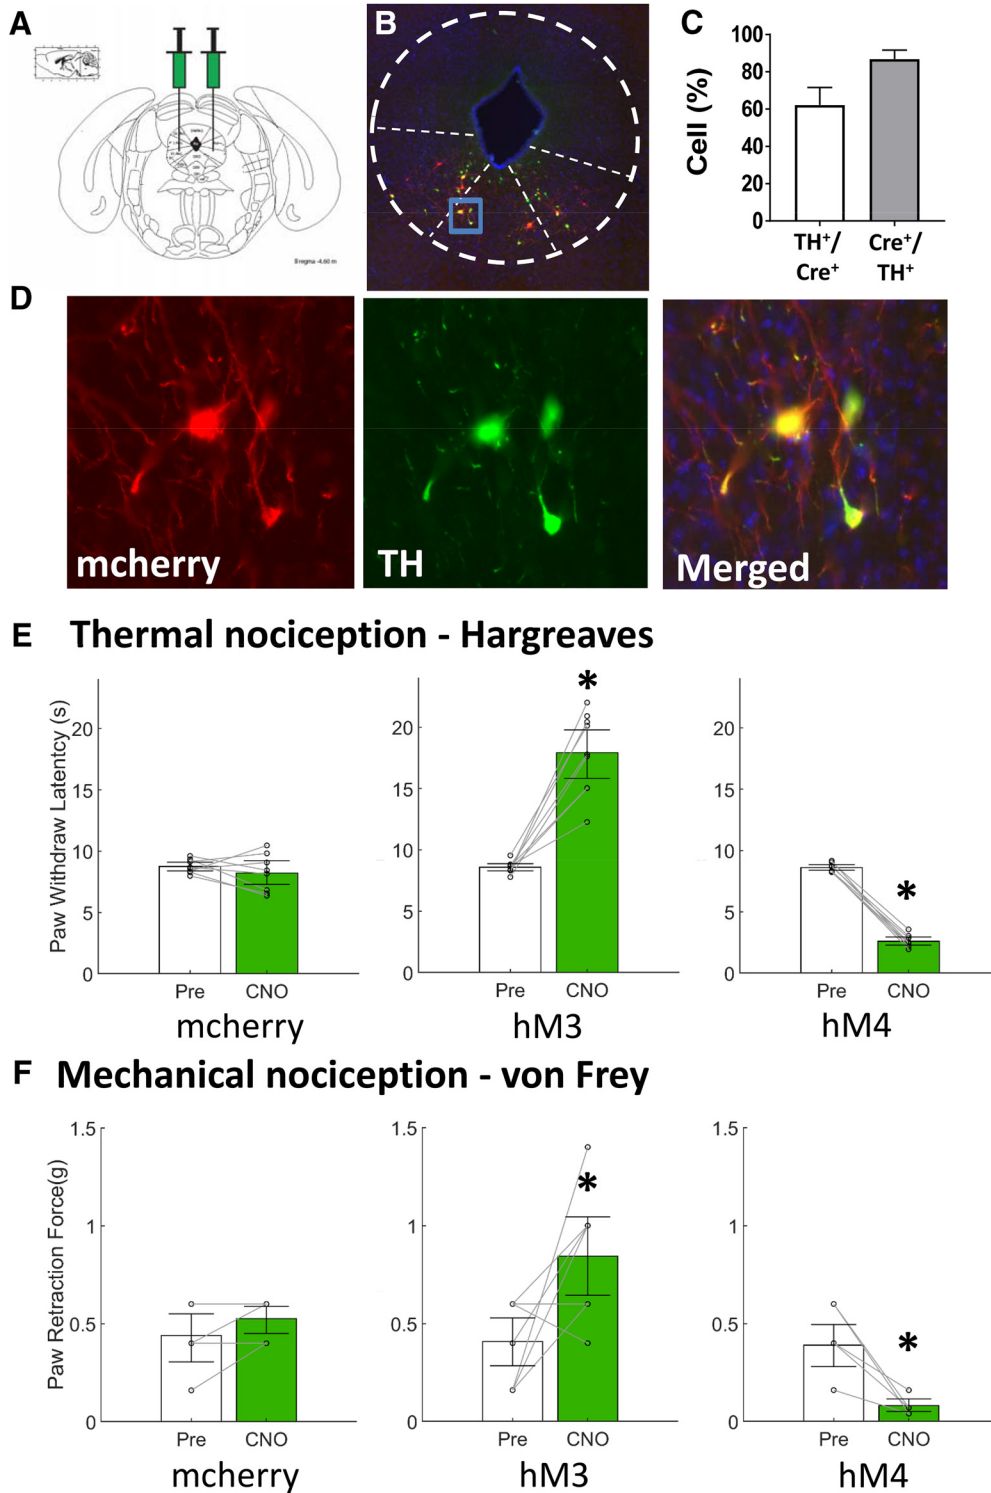 A
B
C
Bregma -4.60 m
Cell (%)
100
80
60
40
20
0
TH+/
Cre+
Cre+/
TH+
D
mcherry
TH
Merged
E Thermal nociception - Hargreaves
Paw Withdraw Latentcy (s)
20
15
10
5
0
Pre CNO
mcherry
*
20
15
10
5
0
Pre CNO
hM3
*
20
15
10
5
0
Pre CNO
hM4
F Mechanical nociception - von Frey
Paw Retraction Force(g)
1.5
1
0.5
0
Pre CNO
mcherry
*
1.5
1
0.5
0
Pre CNO
hM3
*
1.5
1
0.5
0
Pre CNO
hM4